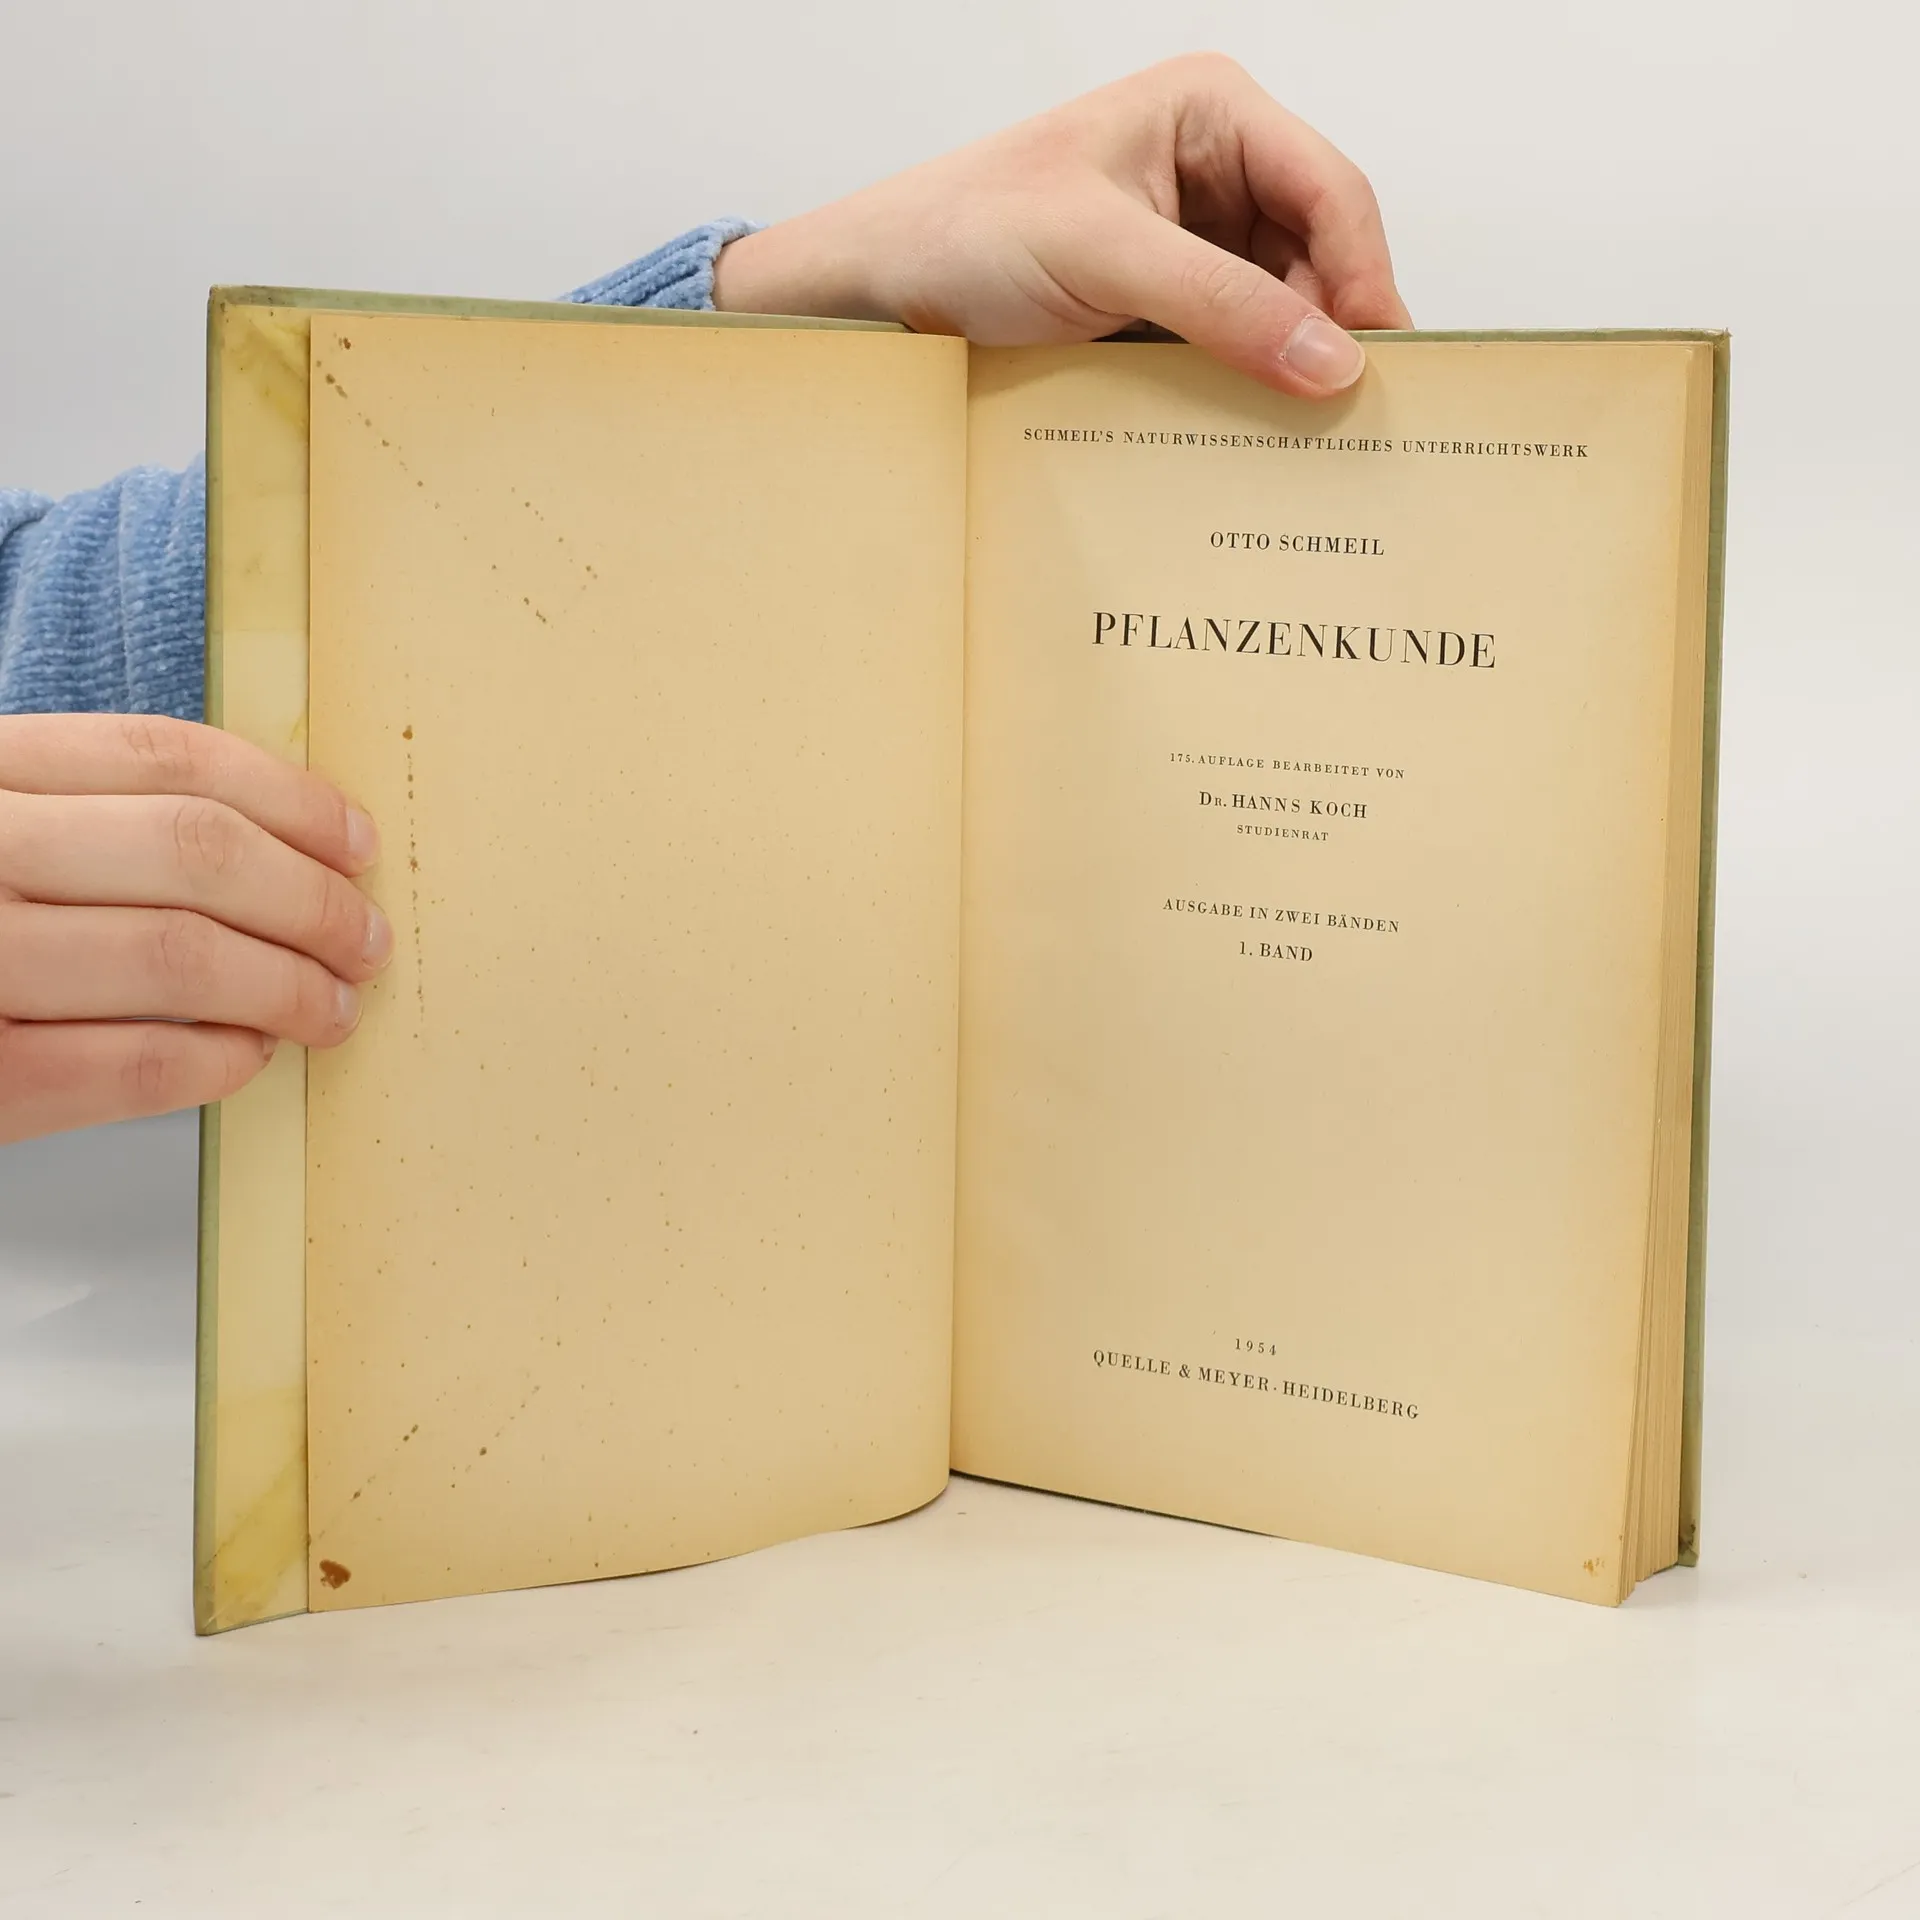 SCHMEIL'S NATURWISSENSCHAFTLICHES UNTERRICHTSWERK
OTTO SCHMEIL
PFLANZENKUNDE
175. AUFLAGE BEARBEITET VON
DR. HANNS KOCH
STUDIENRAT
AUSGABE IN ZWEI BÄNDEN
1. BAND
1954
QUELLE & MEYER · HEIDELBERG